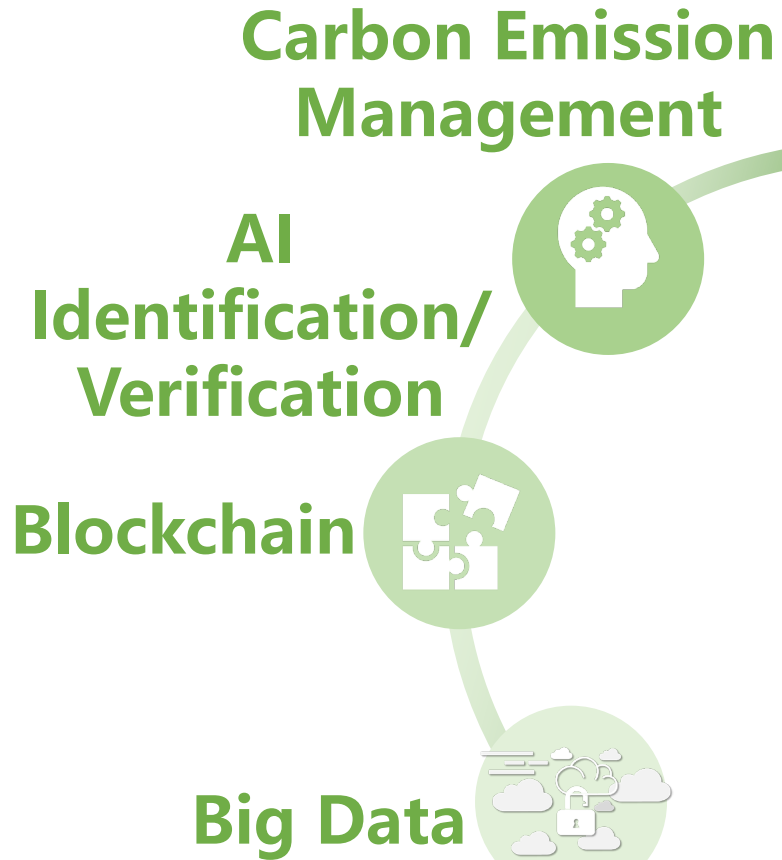 Carbon Emission
Management
AI
Identification/
Verification
Blockchain
Big Data